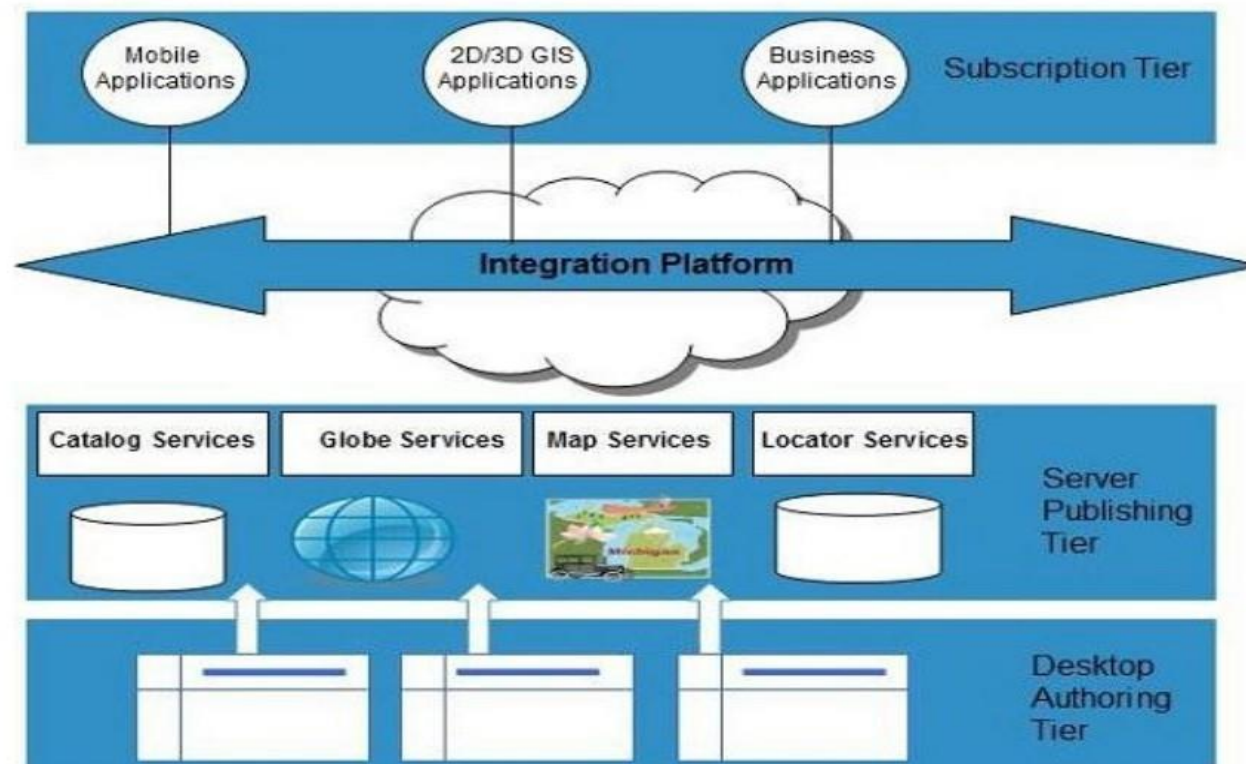 Mobile
Applications
2D/3D GIS
Applications
Business
Applications
Subscription Tier
Integration Platform
Catalog Services
Globe Services
Map Services
Locator Services
Michigan
Server
Publishing
Tier
Desktop
Authoring
Tier